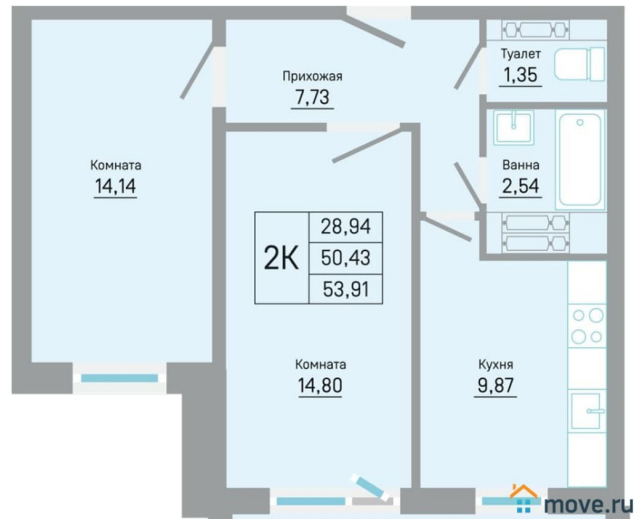 Туалет
1,35
Прихожая
7,73
Комната
14,14
Ванна
2,54
2К
28,94
50,43
53,91
Комната
14,80
Кухня
9,87
move.ru